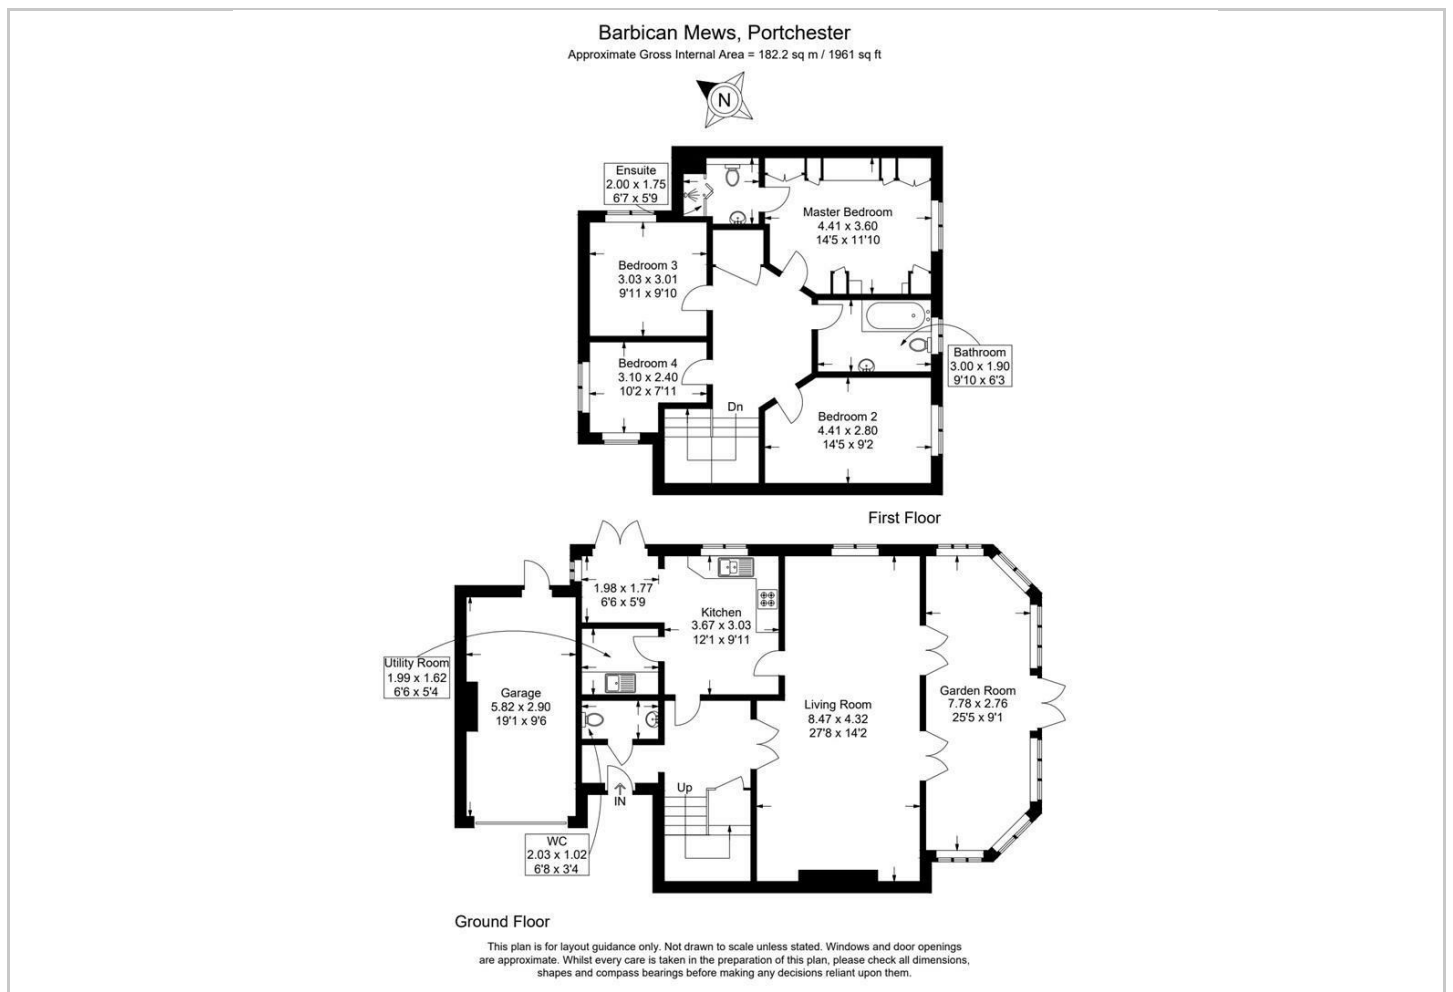 Barbican Mews, Portchester
Approximate Gross Internal Area = 182.2 sq m / 1961 sq ft
N
Ensuite
2.00 x 1.75
6'7 x 5'9
Master Bedroom
4.41 x 3.60
14'5 x 11'10
Bedroom 3
3.03 x 3.01
9'11 x 9'10
Bathroom
3.00 x 1.90
9'10 x 6'3
Bedroom 4
3.10 x 2.40
10'2 x 7'11
Dn
Bedroom 2
4.41 x 2.80
14'5 x 9'2
First Floor
1.98 x 1.77
6'6 x 5'9
Kitchen
3.67 x 3.03
12'1 x 9'11
Utility Room
1.99 x 1.62
6'6 x 5'4
Garage
5.82 x 2.90
19'1 x 9'6
Living Room
8.47 x 4.32
27'8 x 14'2
Garden Room
7.78 x 2.76
25'5 x 9'1
Up
IN
WC
2.03 x 1.02
6'8 x 3'4
Ground Floor
This plan is for layout guidance only. Not drawn to scale unless stated. Windows and door openings
are approximate. Whilst every care is taken in the preparation of this plan, please check all dimensions,
shapes and compass bearings before making any decisions reliant upon them.